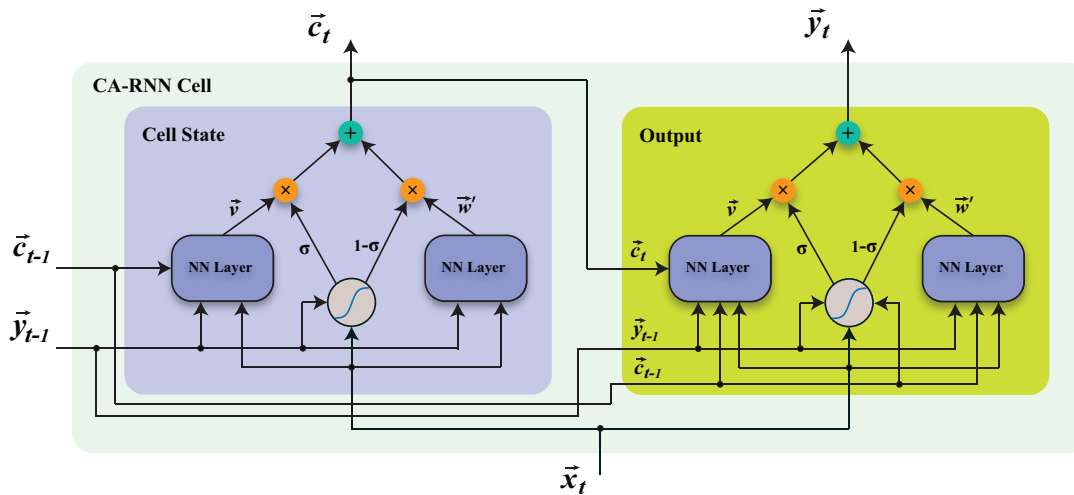 c⃗t
y⃗t
CA-RNN Cell
Cell State
Output
+
+
×
×
×
×
v⃗
w⃗′
v⃗
w⃗′
σ
1-σ
σ
1-σ
c⃗t-1
c⃗t
NN Layer
NN Layer
NN Layer
NN Layer
y⃗t-1
y⃗t-1
c⃗t-1
x⃗t